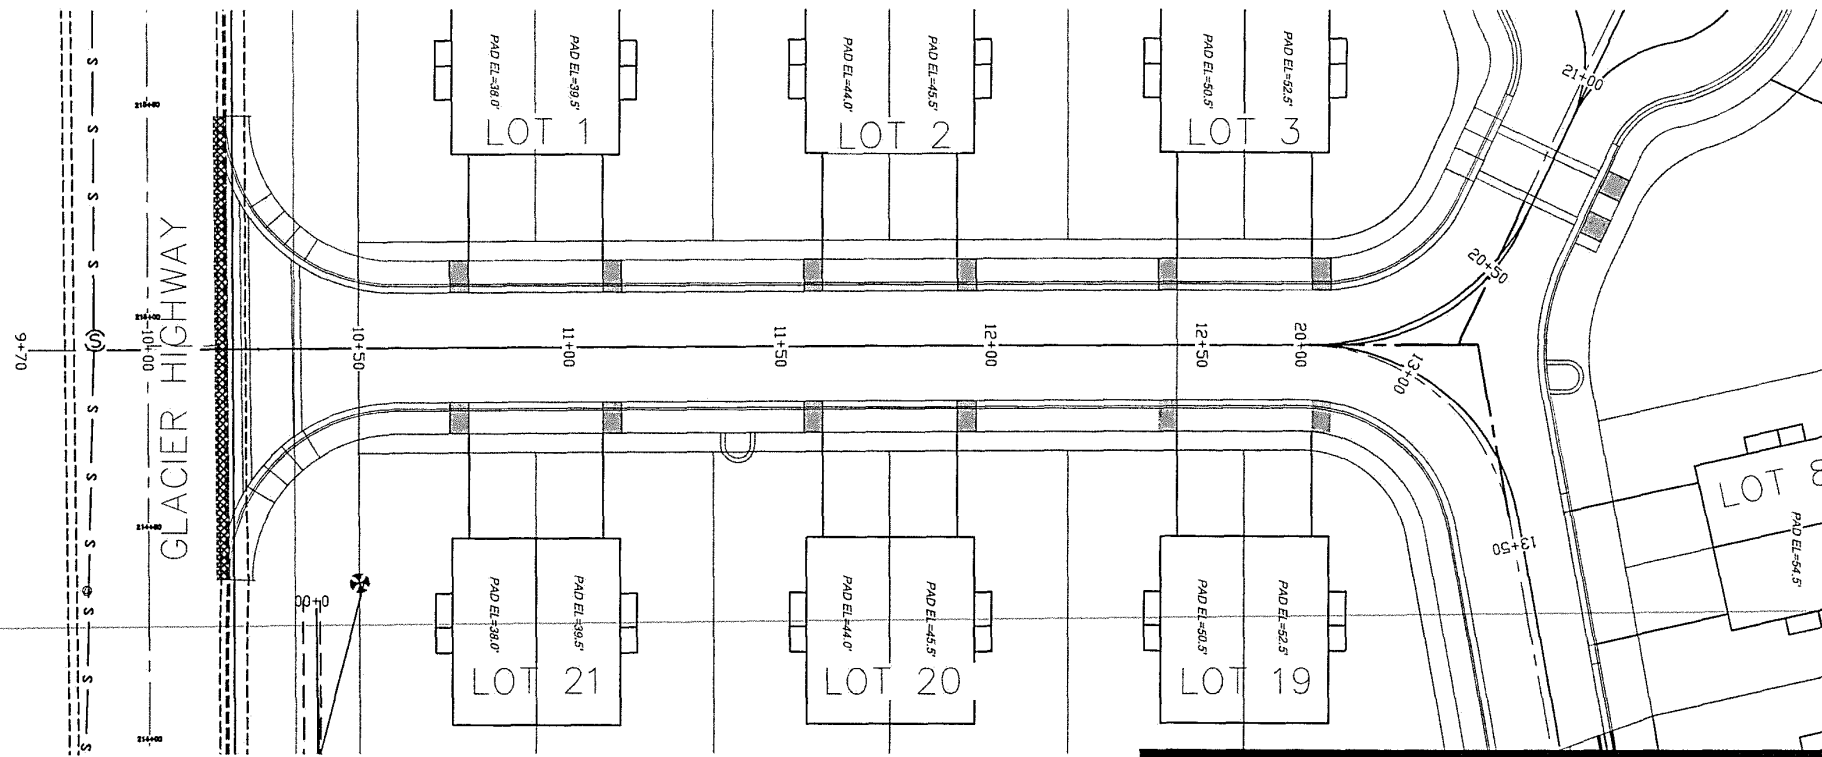 PAD EL=38.0'
PAD EL=39.5'
LOT 1
PAD EL=44.0'
PAD EL=45.5'
LOT 2
PAD EL=50.5'
PAD EL=52.5'
LOT 3
21+00
20+50
GLACIER HIGHWAY
S
S
S
S
S
S
S
S
S
S
S
9+70
10+00
10+50
11+00
11+50
12+00
12+50
20+00
13+00
13+50
0+00
PAD EL=38.0'
PAD EL=39.5'
LOT 21
PAD EL=44.0'
PAD EL=45.5'
LOT 20
PAD EL=50.5'
PAD EL=52.5'
LOT 19
LOT 8
PAD EL=54.5'